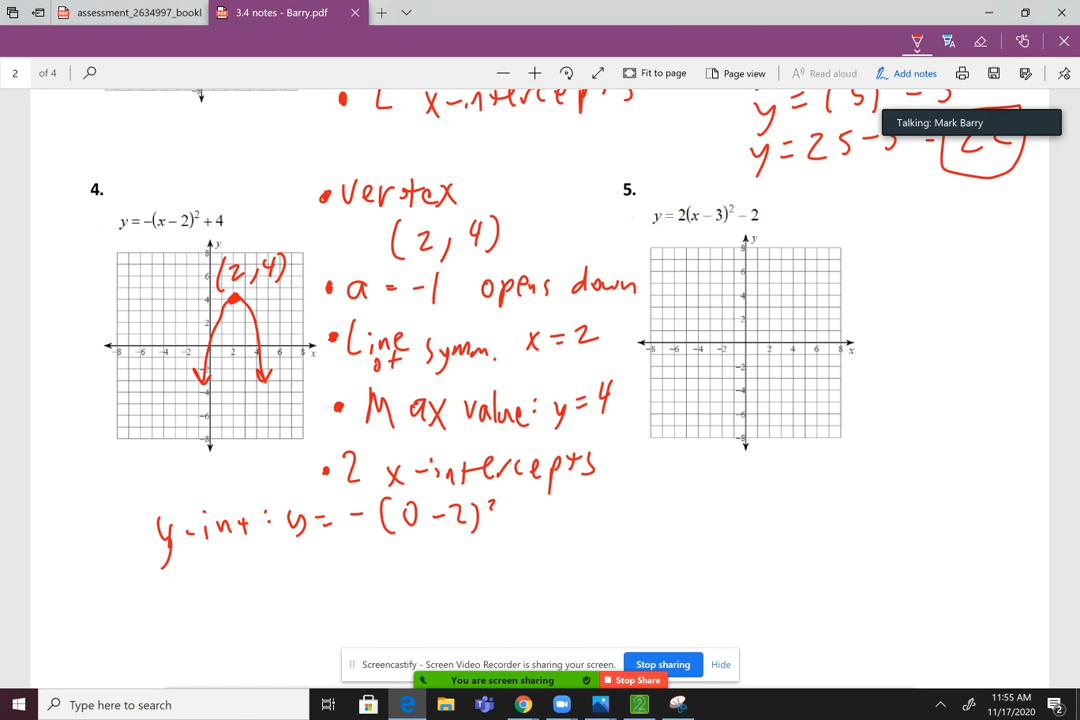 assessment_2634997_bookl
3.4 notes - Barry.pdf
2 of 4
Fit to page
Page view
Read aloud
Add notes
Talking: Mark Barry
x-intercepts
y = 25 - 3
4.
y = -(x - 2)² + 4
(2, 4)
• vertex
(2, 4)
• a = -1 opens down
• Line of symm. x = 2
• Max value: y = 4
• 2 x-intercepts
y-int: y = -(0 - 2)²
5.
y = 2(x - 3)² - 2
Screencastify - Screen Video Recorder is sharing your screen.
Stop sharing
Hide
You are screen sharing
Stop Share
Type here to search
11:55 AM
11/17/2020